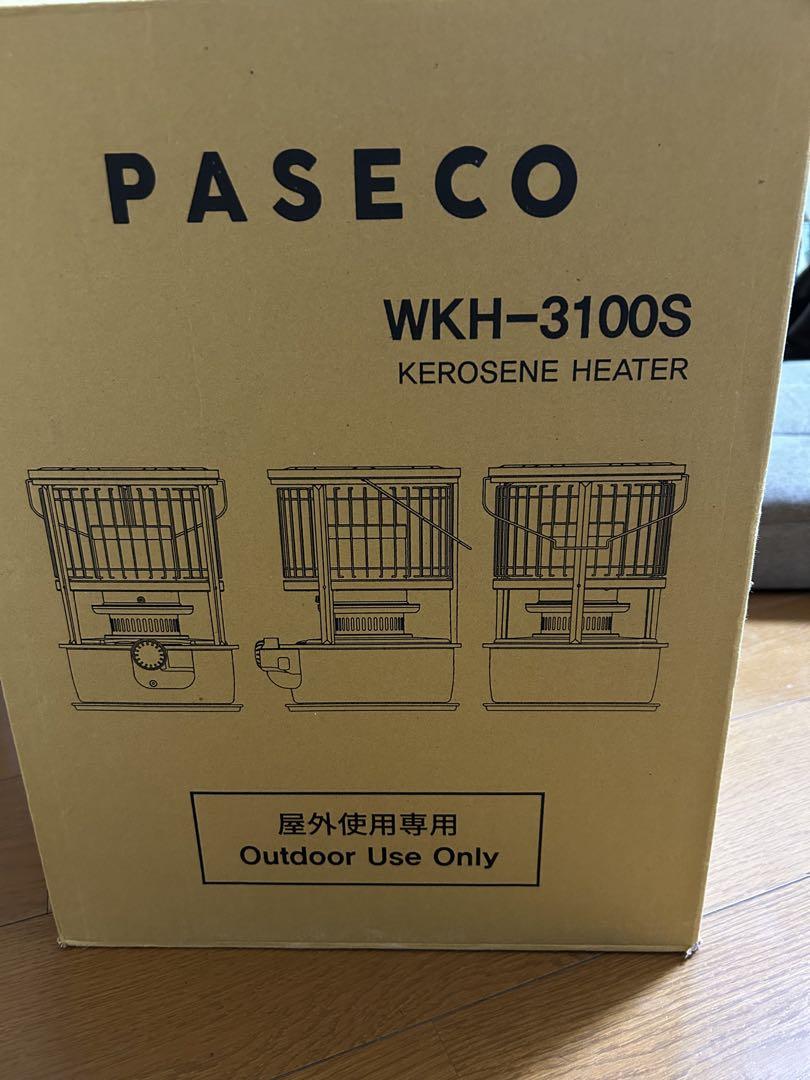 PASECO
WKH-3100S
KEROSENE HEATER
屋外使用専用
Outdoor Use Only